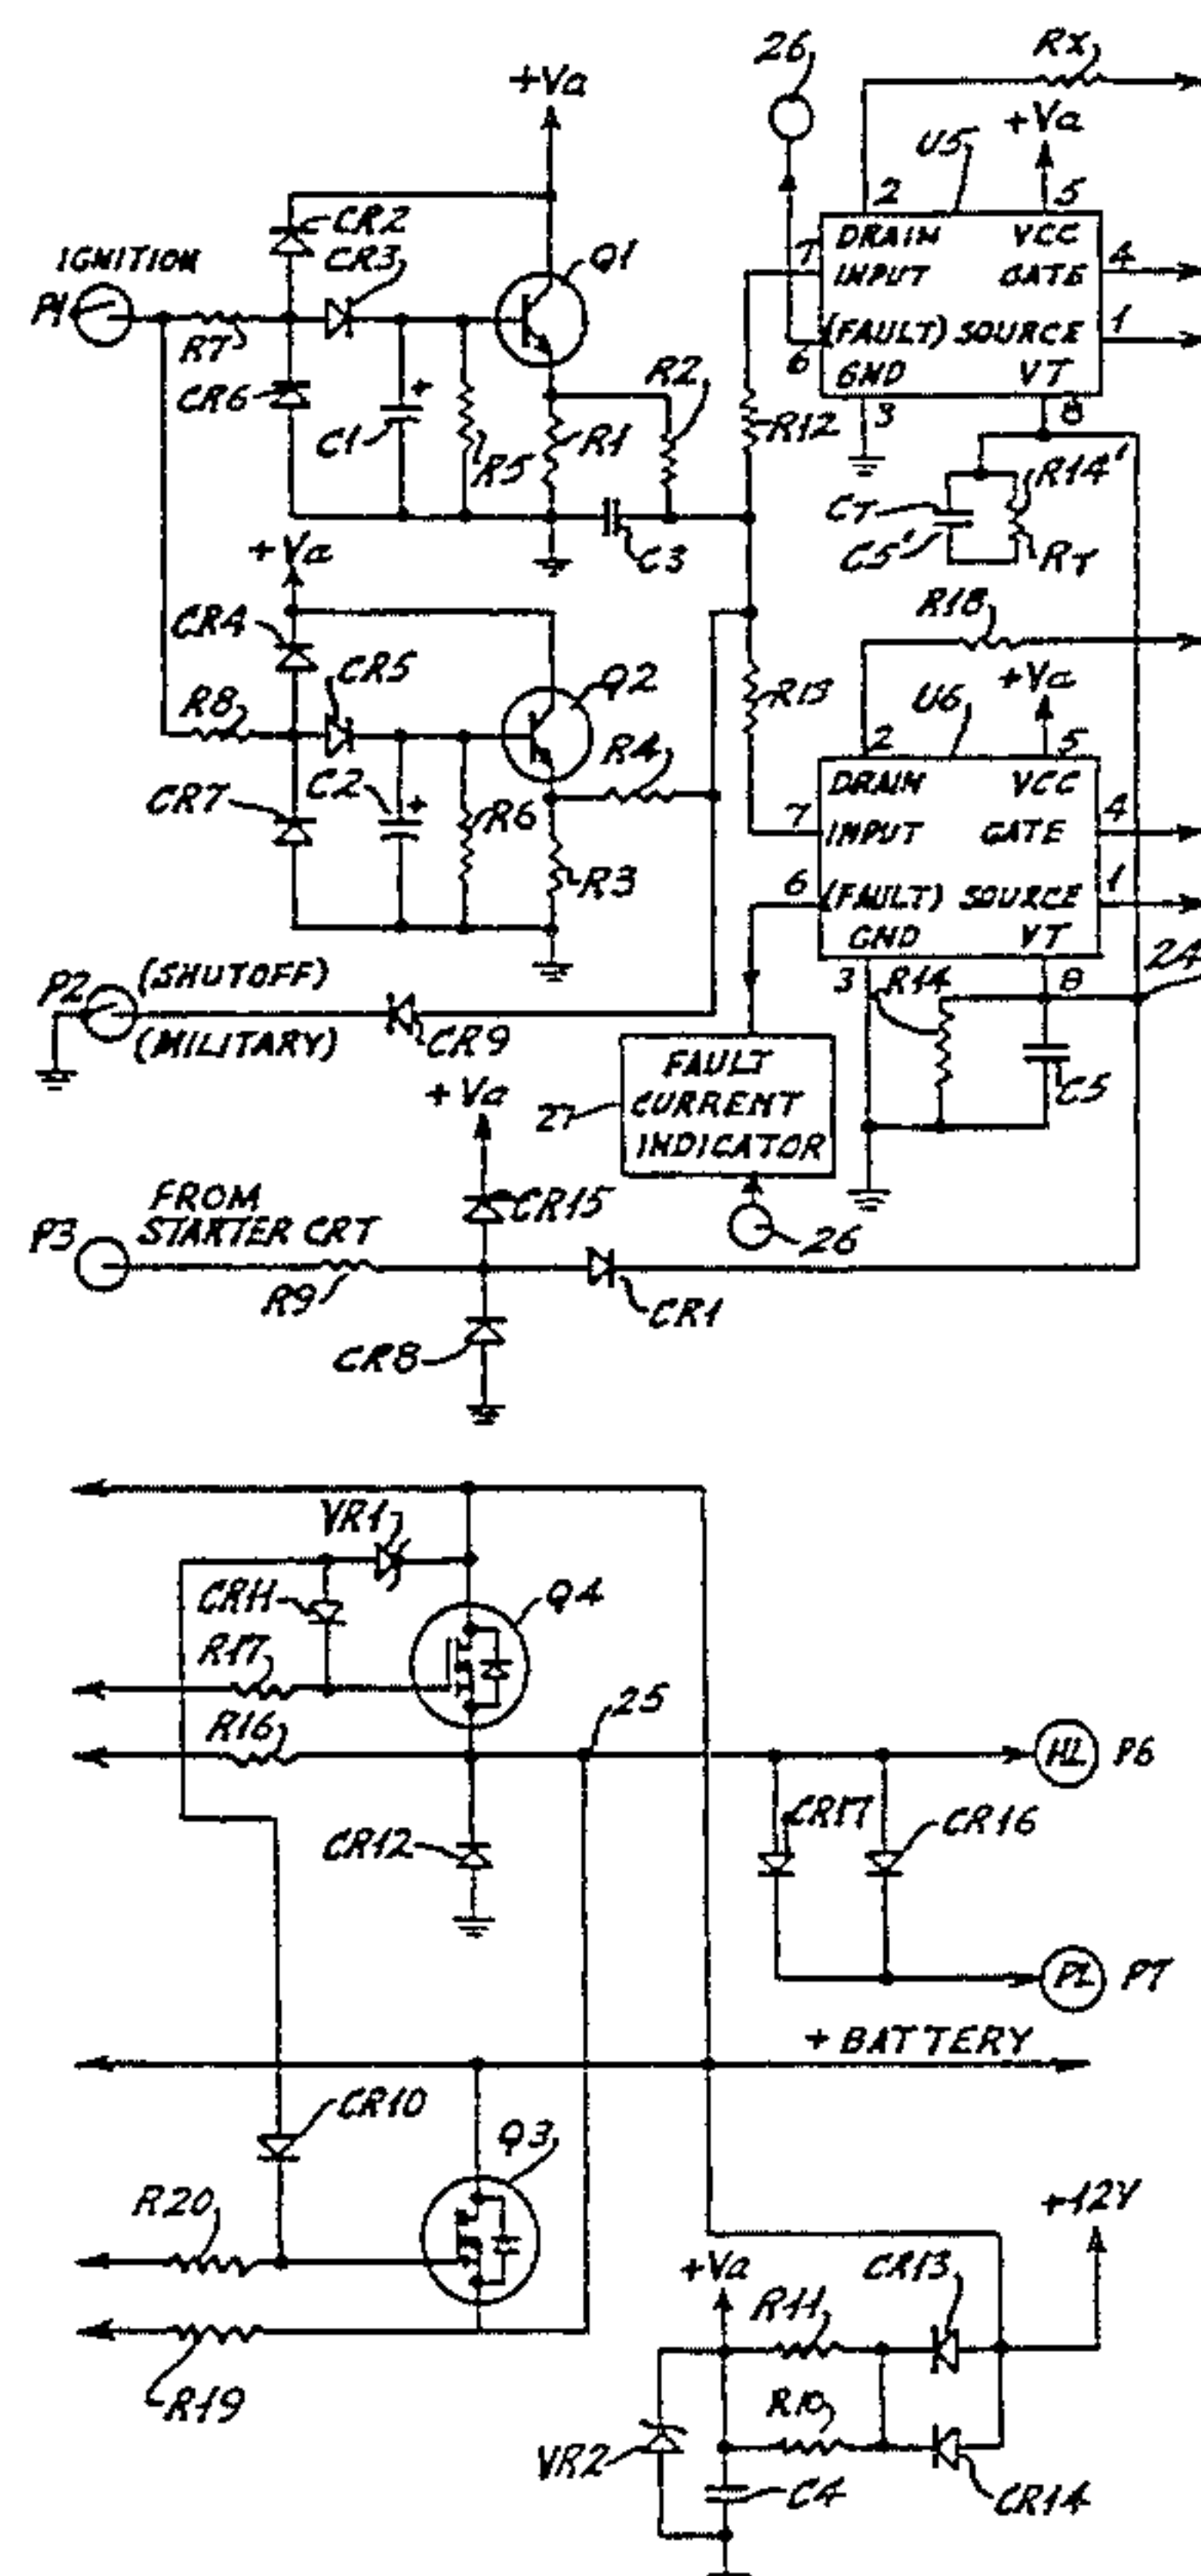 +Va
26
RX
+Va
U5
2
5
CR2
CR3
Q1
IGNITION
P1
R7
CR6
C1
+
R5
R1
R2
7
DRAIN
VCC
INPUT
GATE
4
6
(FAULT)
SOURCE
1
GND
VT
3
8
R12
C3
CT
C5'
R14'
RT
+Va
CR4
CR5
R8
Q2
R4
CR7
C2
+
R6
R3
R13
R18
+Va
U6
2
5
DRAIN
VCC
7
INPUT
GATE
4
6
(FAULT)
SOURCE
1
GND
VT
3
R14
8
24
C5
P2
(SHUTOFF)
(MILITARY)
CR9
27
FAULT
CURRENT
INDICATOR
26
+Va
CR15
P3
FROM
STARTER CRT
R9
CR1
CR8
VR1
CR11
Q4
R17
R16
25
HL
P6
CR12
CR17
CR16
PL
P7
+ BATTERY
CR10
Q3
R20
R19
+12V
+Va
R11
CR13
R10
VR2
C4
CR14